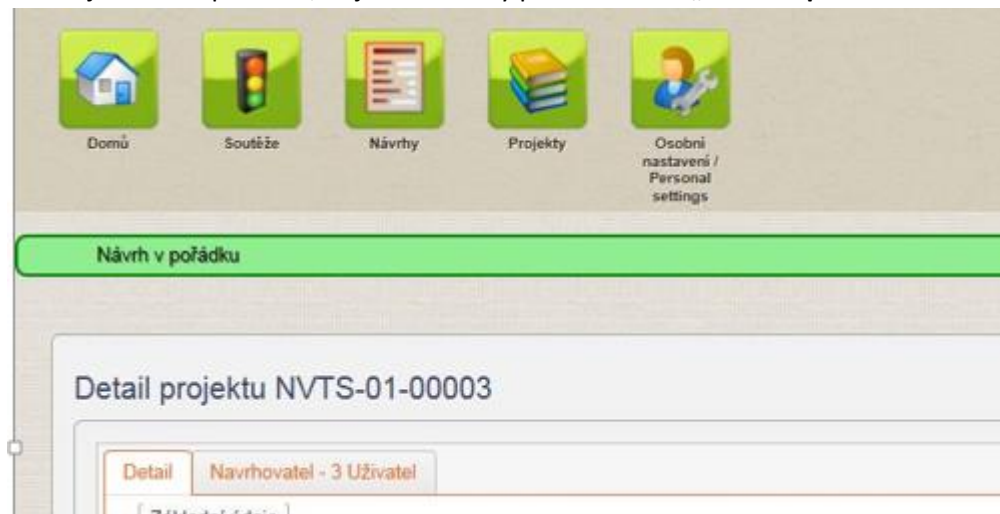 Domů
Soutěže
Návrhy
Projekty
Osobní
nastavení /
Personal
settings
Návrh v pořádku
Detail projektu NVTS-01-00003
Detail
Navrhovatel - 3 Uživatel